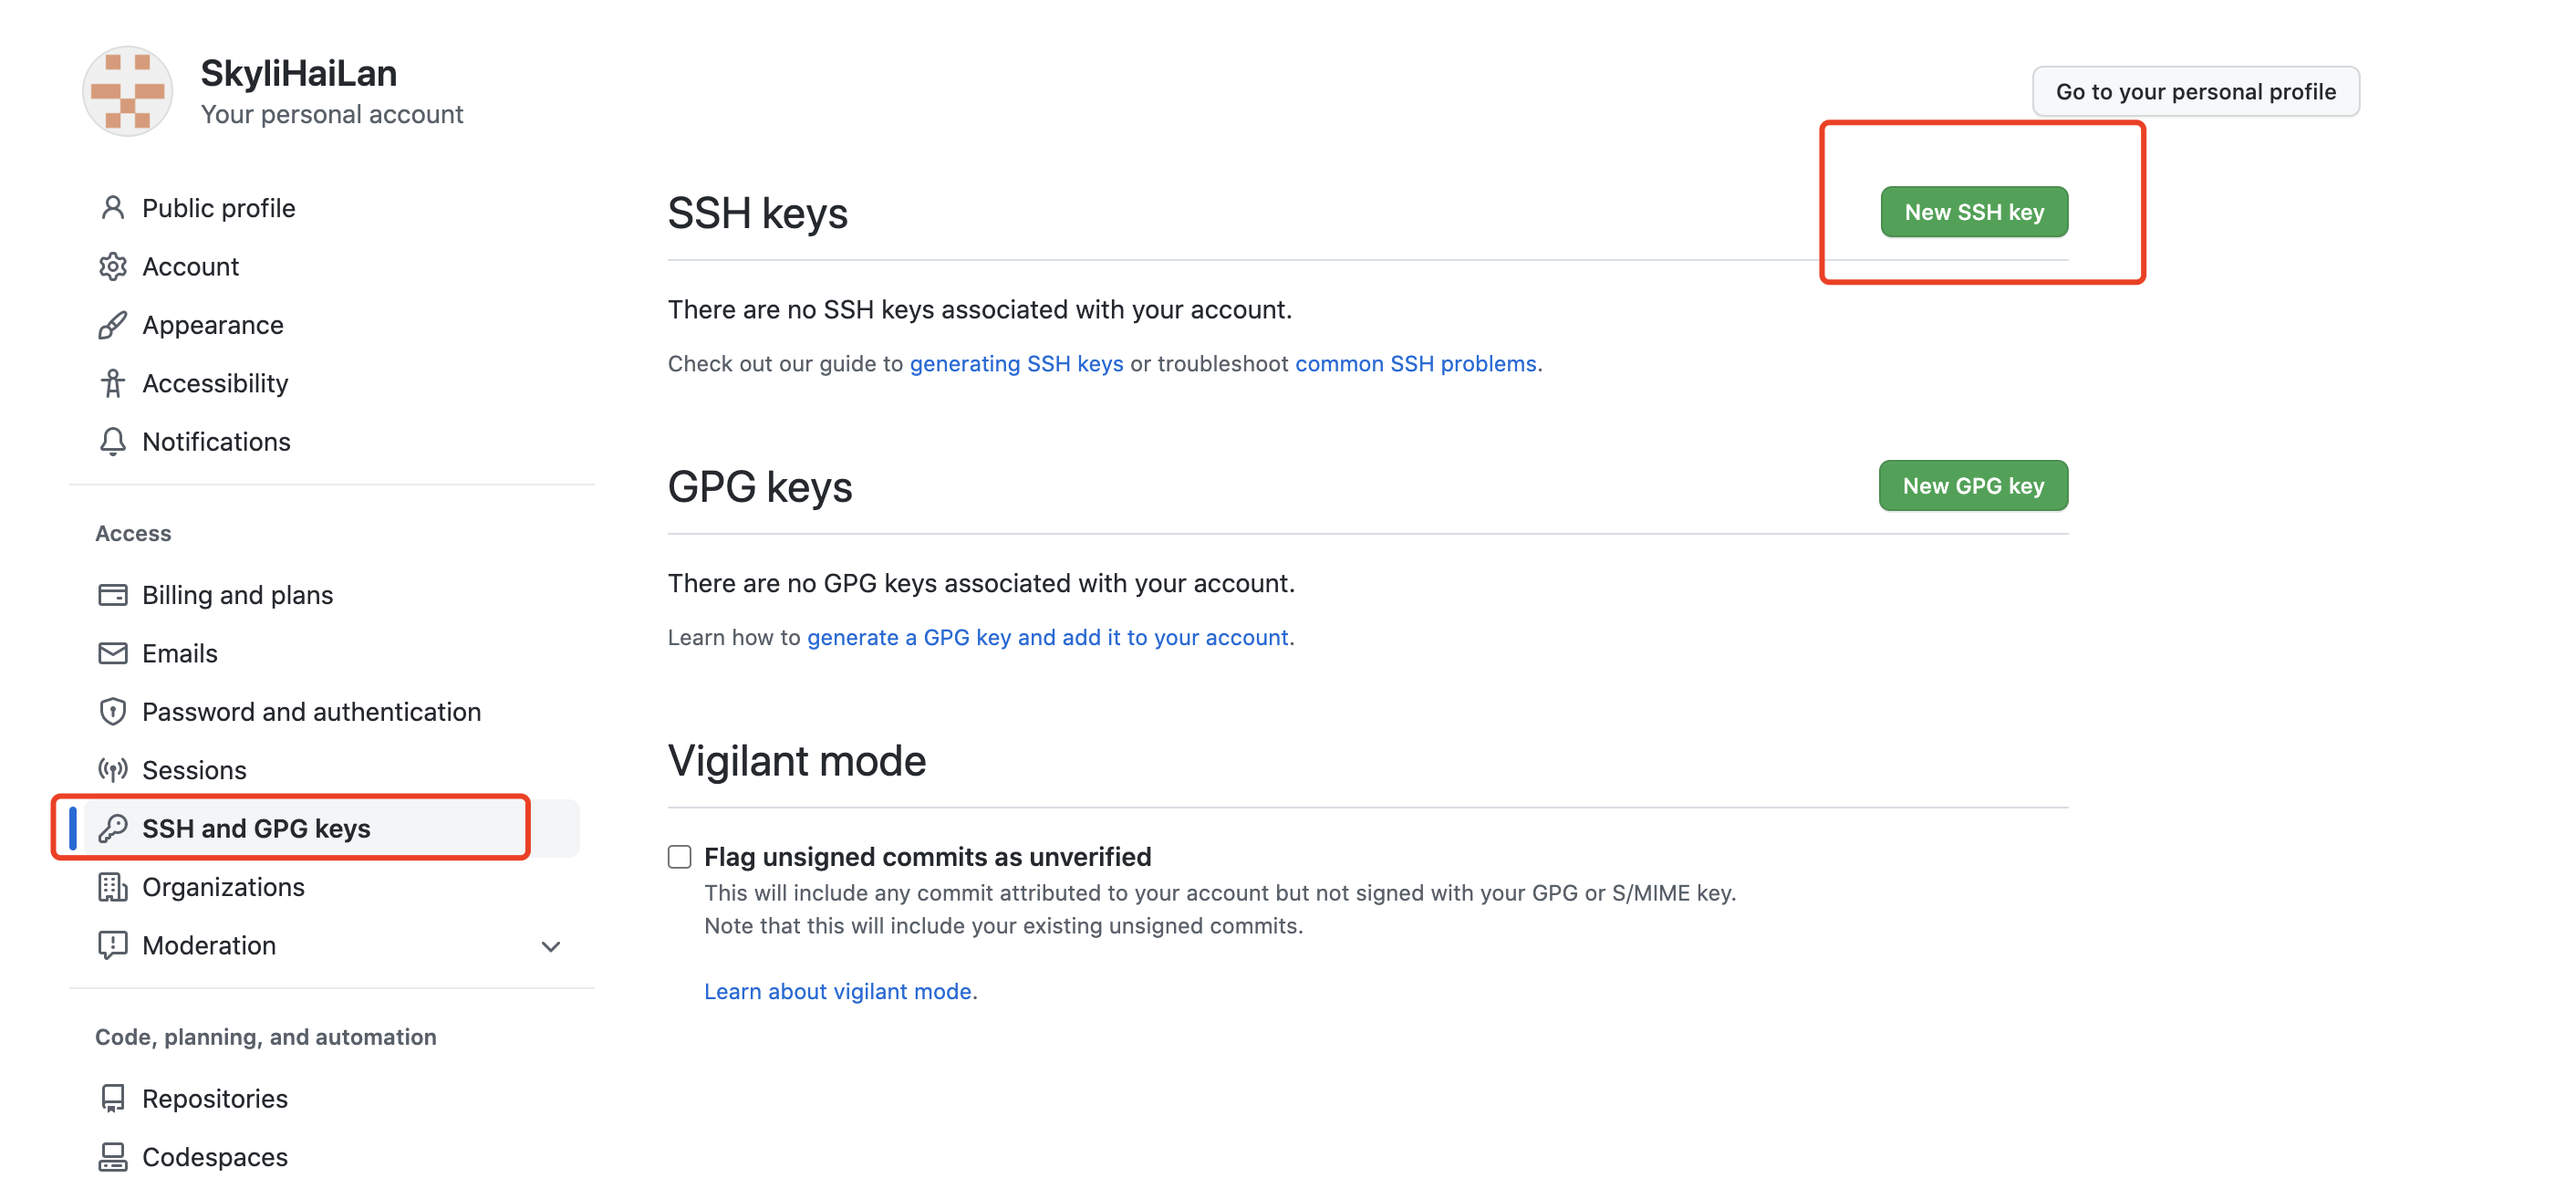 SkyliHaiLan
Your personal account
Go to your personal profile
Public profile
Account
Appearance
Accessibility
Notifications
Access
Billing and plans
Emails
Password and authentication
Sessions
SSH and GPG keys
Organizations
Moderation
Code, planning, and automation
Repositories
Codespaces
SSH keys
New SSH key
There are no SSH keys associated with your account.
Check out our guide to generating SSH keys or troubleshoot common SSH problems.
GPG keys
New GPG key
There are no GPG keys associated with your account.
Learn how to generate a GPG key and add it to your account.
Vigilant mode
Flag unsigned commits as unverified
This will include any commit attributed to your account but not signed with your GPG or S/MIME key.
Note that this will include your existing unsigned commits.
Learn about vigilant mode.